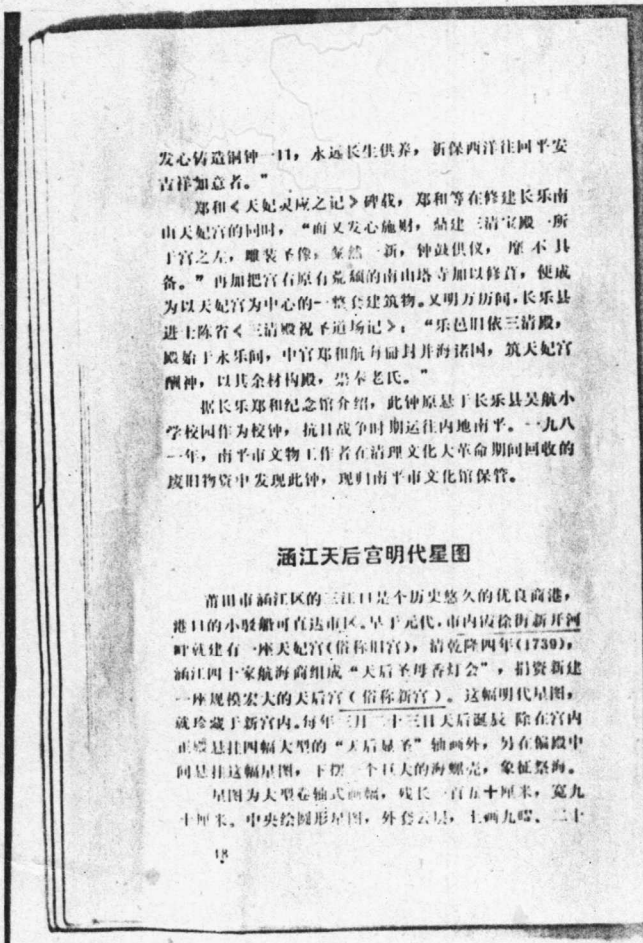 发心铸造铜钟一口，永远长生供养，祈保西洋往回平安
吉祥如意者。”
郑和《天妃灵应之记》碑载，郑和等在修建长乐南
山天妃宫的同时，“而又发心施财，鼎建三清宝殿一所
于宫之左，雕装圣像，粲然一新，钟鼓供仪，靡不具
备。”再加把宫右原有荒颓的南山塔寺加以修葺，便成
为以天妃宫为中心的一整套建筑物。又明万历间，长乐县
进士陈省《三清殿祝圣道场记》：“乐邑旧依三清殿，
殿始于永乐间，中官郑和航海册封并海诸国，筑天妃宫
酬神，以其余材构殿，崇奉老氏。”
据长乐郑和纪念馆介绍，此钟原悬于长乐县吴航小
学校园作为校钟，抗日战争时期运往内地南平。一九八
一年，南平市文物工作者在清理文化大革命期间回收的
废旧物资中发现此钟，现归南平市文化馆保管。
涵江天后宫明代星图
莆田市涵江区的三江口是个历史悠久的优良商港，
港口的小驳船可直达市区。早于元代，市内齿徐街新开河
畔就建有一座天妃宫（俗称旧宫），清乾隆四年（1739），
涵江四十家航海商组成“天后圣母香灯会”，捐资新建
一座规模宏大的天后宫（俗称新宫）。这幅明代星图，
就珍藏于新宫内。每年三月二十三日天后诞辰 除在宫内
正殿悬挂四幅大型的“天后显圣”轴画外，另在偏殿中
间悬挂这幅星图，下摆一个巨大的海螺壳，象征祭海。
星图为大型卷轴式画幅，残长一百五十厘米，宽九
十厘米。中央绘圆形星图，外套云层，上画九曜、二十
18